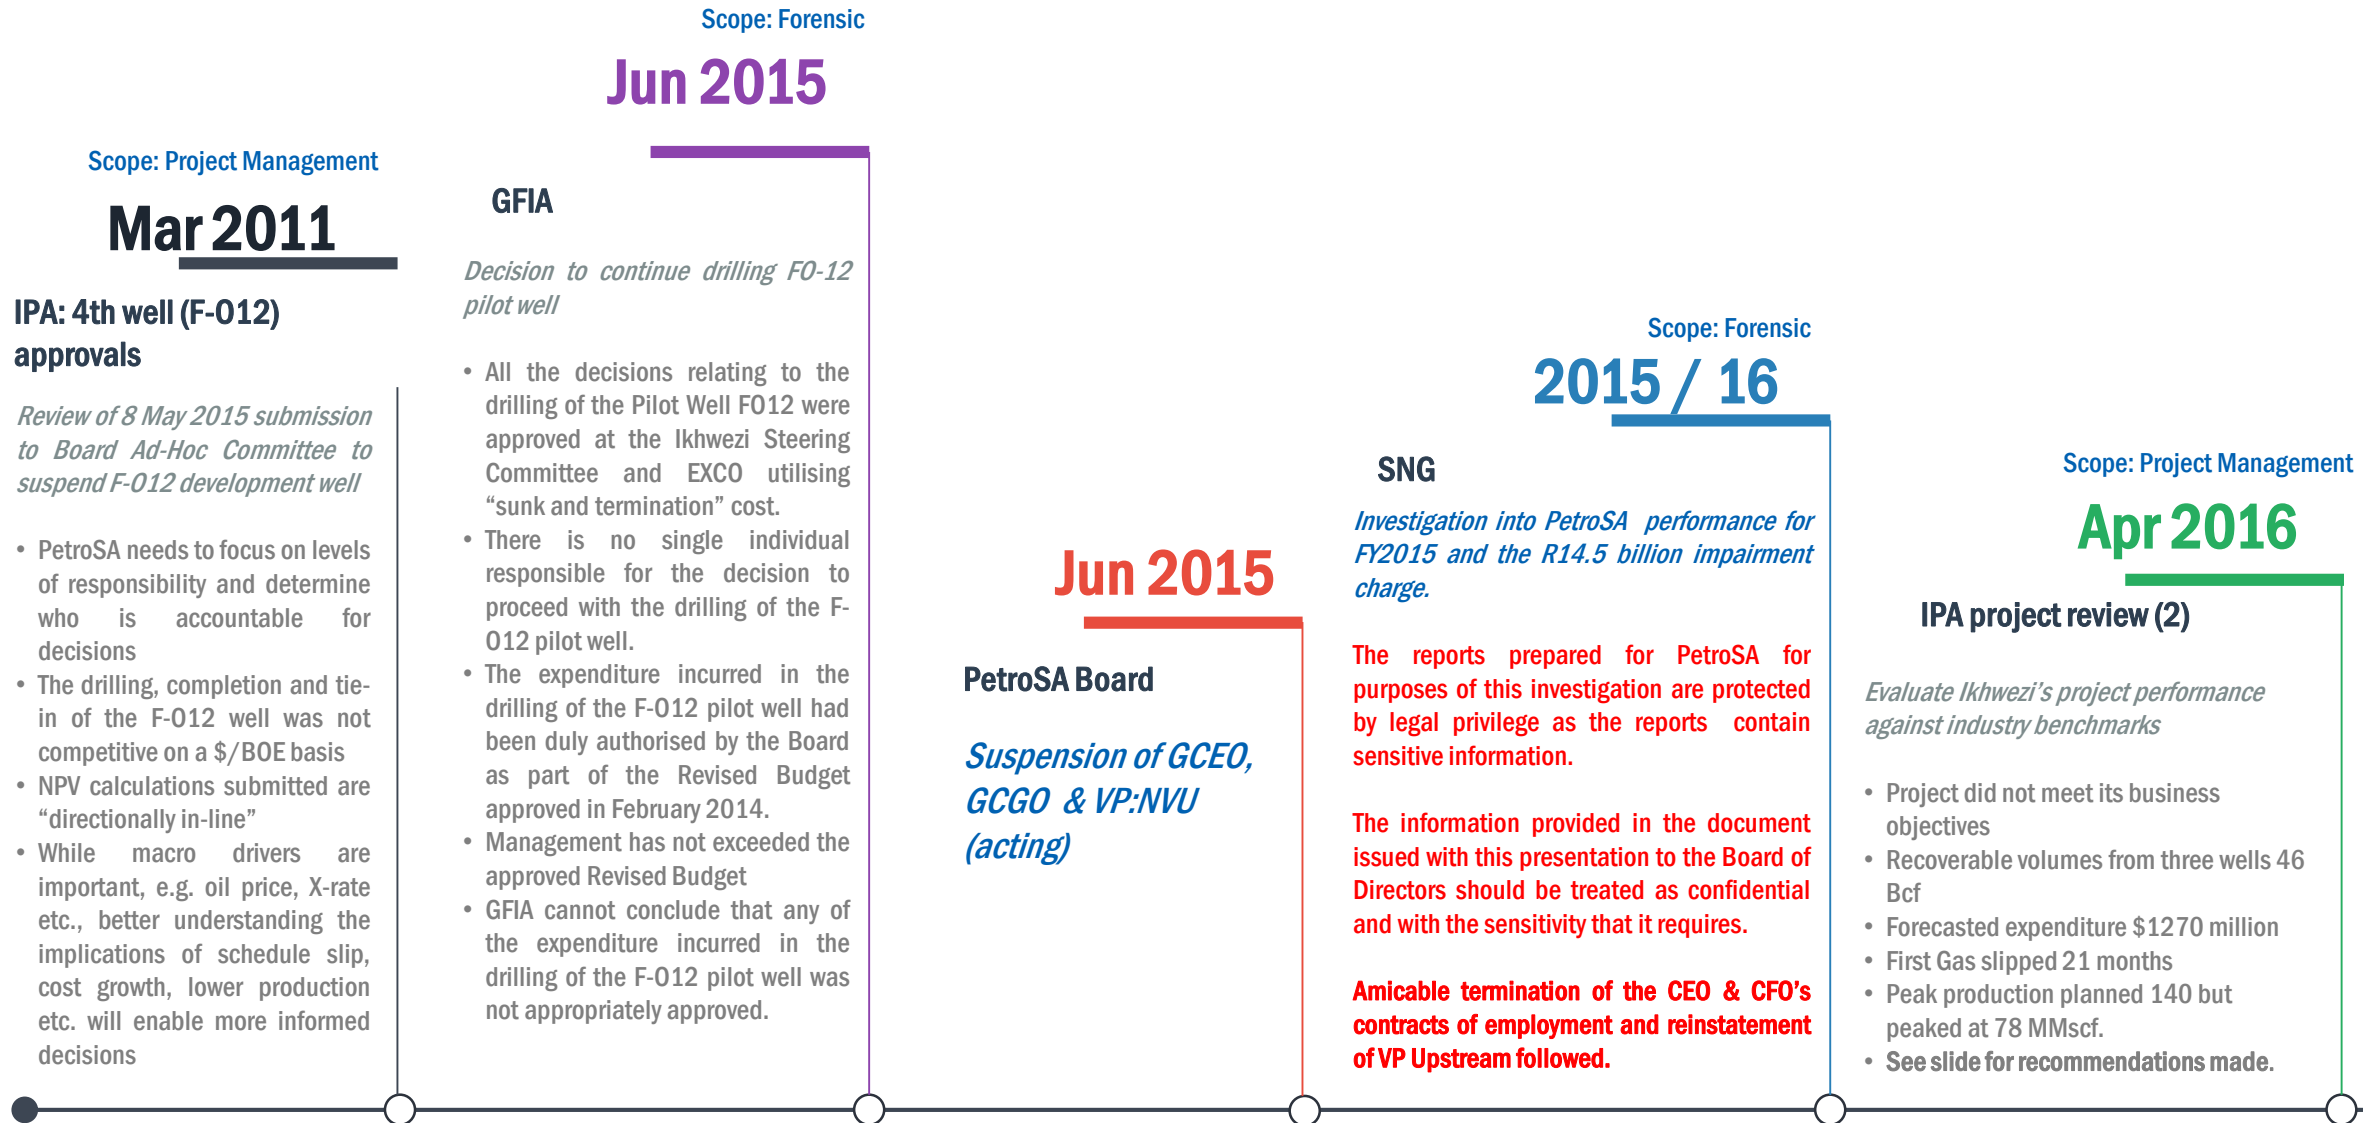 Scope: Project Management
Mar 2011
IPA: 4th well (F-O12)
approvals
Review of 8 May 2015 submission
to Board Ad-Hoc Committee to
suspend F-O12 development well
• PetroSA needs to focus on levels
of responsibility and determine
who is accountable for
decisions
• The drilling, completion and tie-
in of the F-O12 well was not
competitive on a $/BOE basis
• NPV calculations submitted are
“directionally in-line”
• While macro drivers are
important, e.g. oil price, X-rate
etc., better understanding the
implications of schedule slip,
cost growth, lower production
etc. will enable more informed
decisions
Scope: Forensic
Jun 2015
GFIA
Decision to continue drilling FO-12
pilot well
• All the decisions relating to the
drilling of the Pilot Well FO12 were
approved at the Ikhwezi Steering
Committee and EXCO utilising
“sunk and termination” cost.
• There is no single individual
responsible for the decision to
proceed with the drilling of the F-
O12 pilot well.
• The expenditure incurred in the
drilling of the F-O12 pilot well had
been duly authorised by the Board
as part of the Revised Budget
approved in February 2014.
• Management has not exceeded the
approved Revised Budget
• GFIA cannot conclude that any of
the expenditure incurred in the
drilling of the F-O12 pilot well was
not appropriately approved.
Jun 2015
PetroSA Board
Suspension of GCEO,
GCGO & VP:NVU
(acting)
Scope: Forensic
2015 / 16
SNG
Investigation into PetroSA performance for
FY2015 and the R14.5 billion impairment
charge.
The reports prepared for PetroSA for
purposes of this investigation are protected
by legal privilege as the reports contain
sensitive information.
The information provided in the document
issued with this presentation to the Board of
Directors should be treated as confidential
and with the sensitivity that it requires.
Amicable termination of the CEO & CFO’s
contracts of employment and reinstatement
of VP Upstream followed.
Scope: Project Management
Apr 2016
IPA project review (2)
Evaluate Ikhwezi’s project performance
against industry benchmarks
• Project did not meet its business
objectives
• Recoverable volumes from three wells 46
Bcf
• Forecasted expenditure $1270 million
• First Gas slipped 21 months
• Peak production planned 140 but
peaked at 78 MMscf.
• See slide for recommendations made.